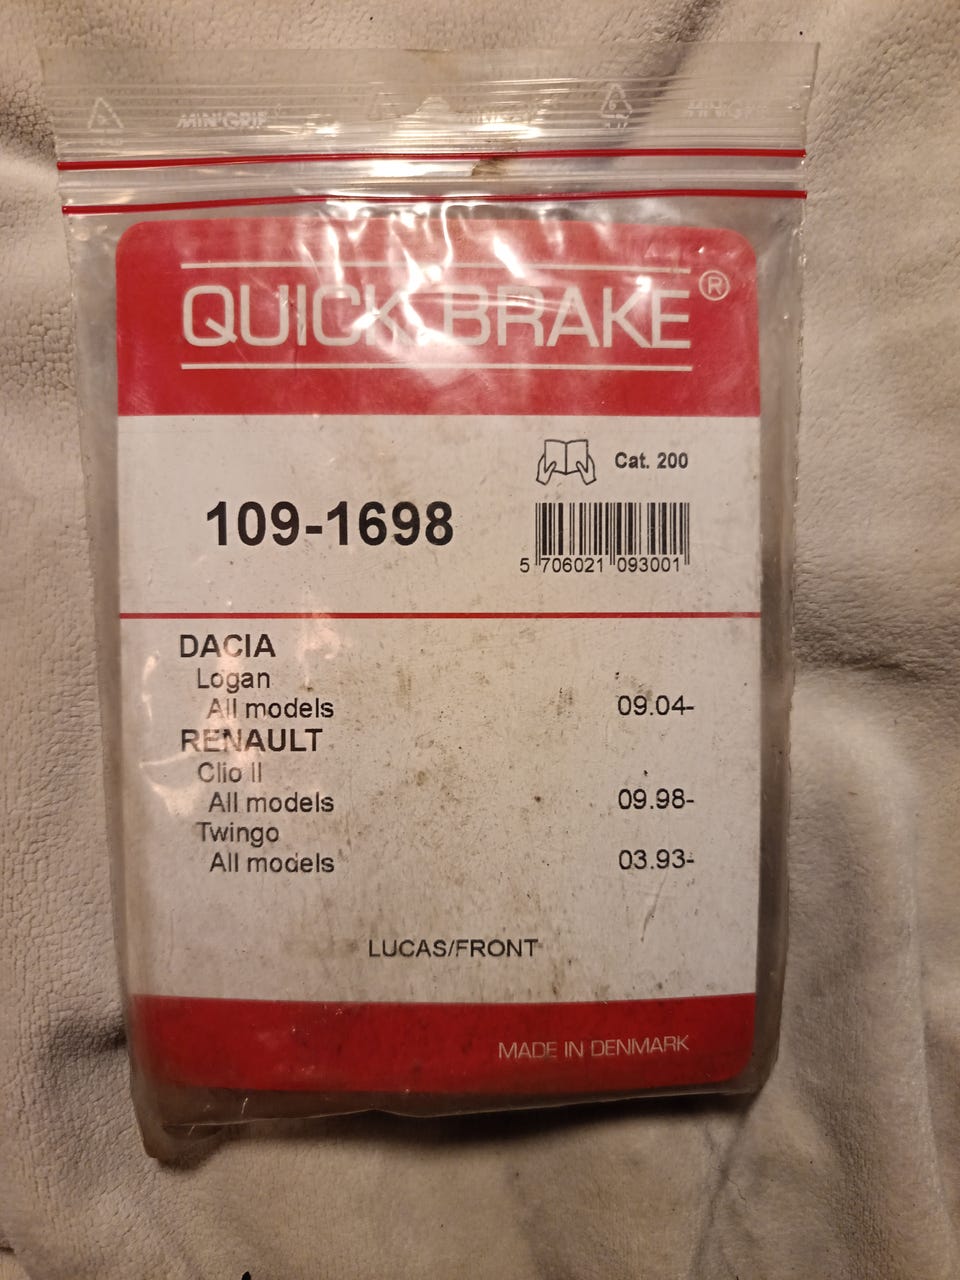 MINIGRIP
QUICK BRAKE®
Cat. 200
109-1698
5 706021 093001
DACIA
Logan
All models 09.04-
RENAULT
Clio II
All models 09.98-
Twingo
All models 03.93-
LUCAS/FRONT
MADE IN DENMARK